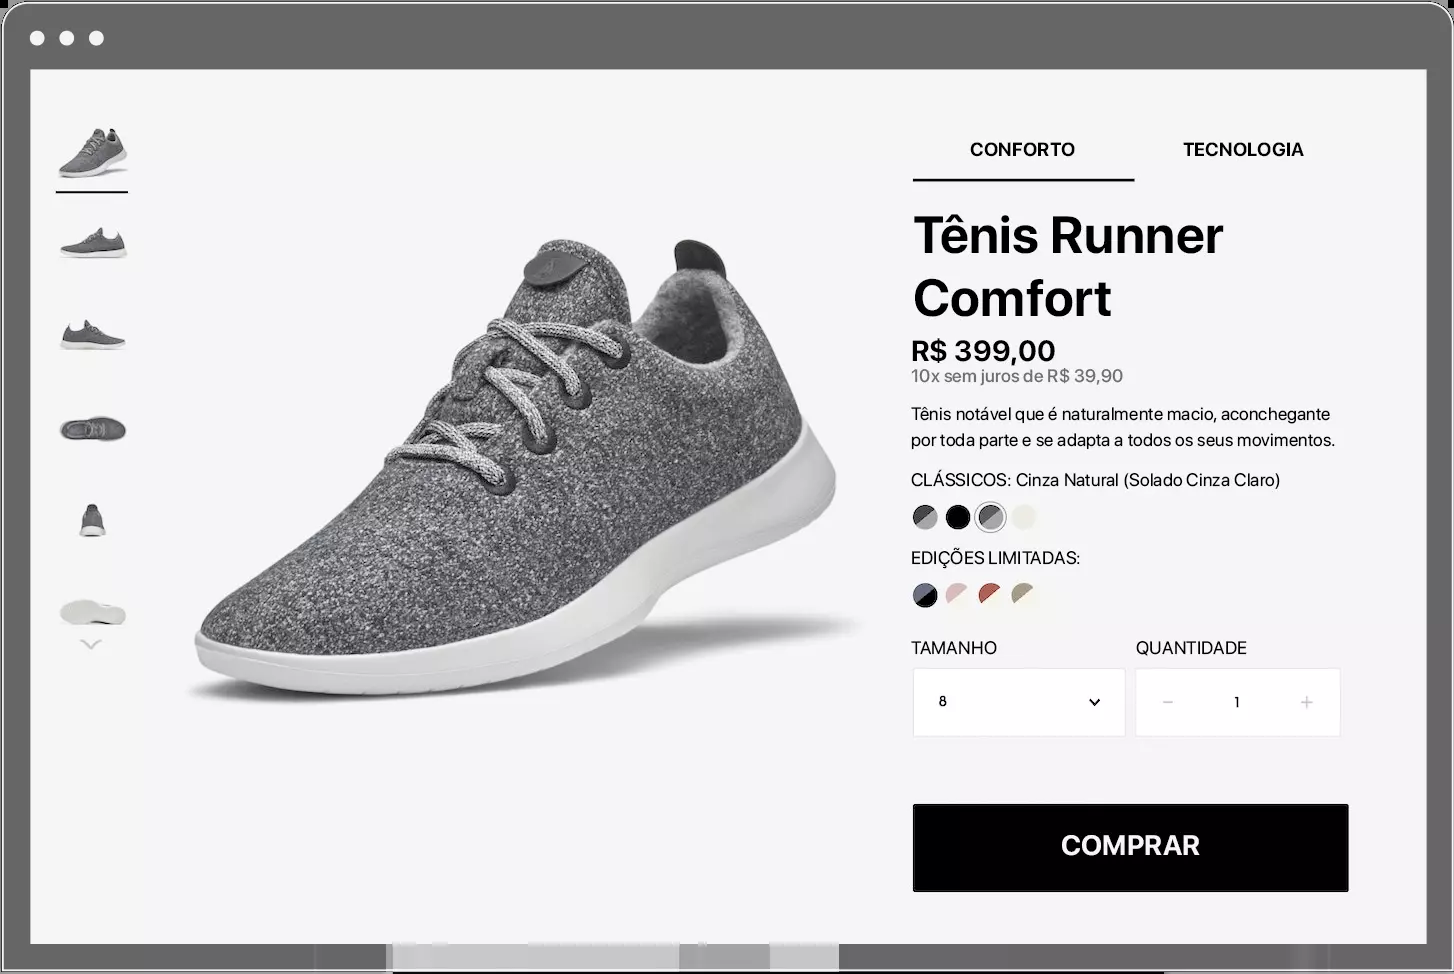 CONFORTO TECNOLOGIA
Tênis Runner
Comfort
R$ 399,00
10x sem juros de R$ 39,90
Tênis notável que é naturalmente macio, aconchegante
por toda parte e se adapta a todos os seus movimentos.
CLÁSSICOS: Cinza Natural (Solado Cinza Claro)
EDIÇÕES LIMITADAS:
TAMANHO QUANTIDADE
8 − 1 +
COMPRAR